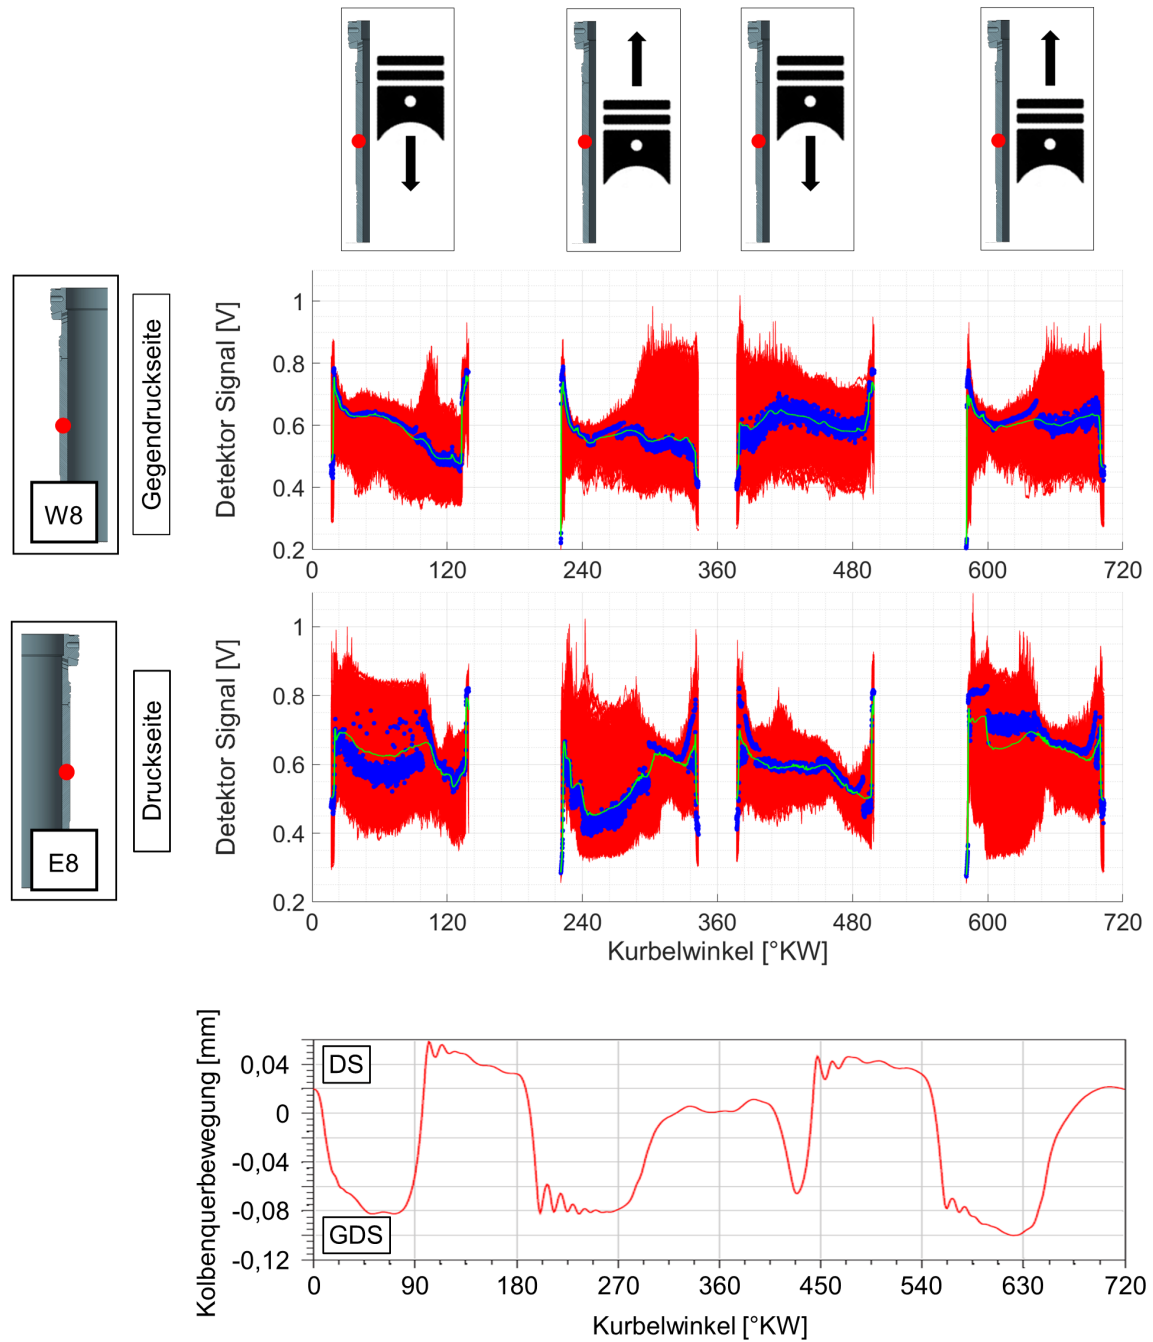 W8
Gegendruckseite
Detektor Signal [V]
1
0.8
0.6
0.4
0.2
0 120 240 360 480 600 720
E8
Druckseite
Detektor Signal [V]
1
0.8
0.6
0.4
0.2
0 120 240 360 480 600 720
Kurbelwinkel [°KW]
Kolbenquerbewegung [mm]
DS
GDS
0,04
0
-0,04
-0,08
-0,12
0 90 180 270 360 450 540 630 720
Kurbelwinkel [°KW]